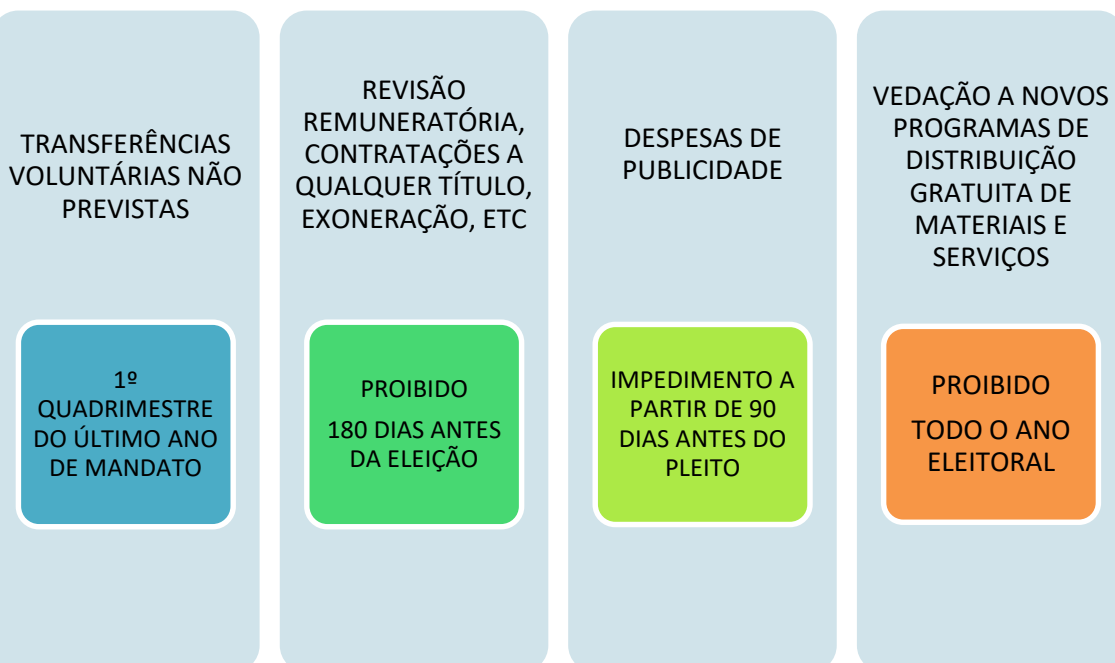 TRANSFERÊNCIAS
VOLUNTÁRIAS NÃO
PREVISTAS
1º
QUADRIMESTRE
DO ÚLTIMO ANO
DE MANDATO
REVISÃO
REMUNERATÓRIA,
CONTRATAÇÕES A
QUALQUER TÍTULO,
EXONERAÇÃO, ETC
PROIBIDO
180 DIAS ANTES
DA ELEIÇÃO
DESPESAS DE
PUBLICIDADE
IMPEDIMENTO A
PARTIR DE 90
DIAS ANTES DO
PLEITO
VEDAÇÃO A NOVOS
PROGRAMAS DE
DISTRIBUIÇÃO
GRATUITA DE
MATERIAIS E
SERVIÇOS
PROIBIDO
TODO O ANO
ELEITORAL